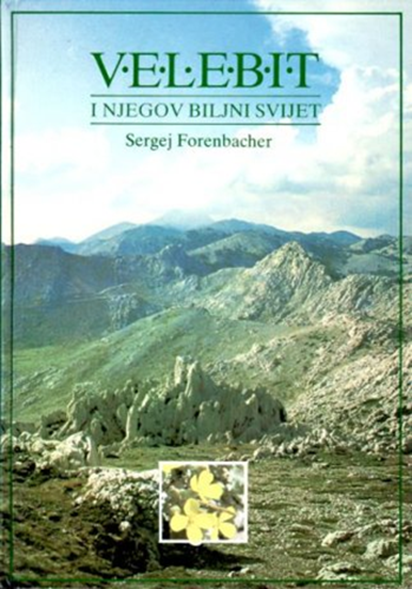 V·E·L·E·B·I·T
I NJEGOV BILJNI SVIJET
Sergej Forenbacher